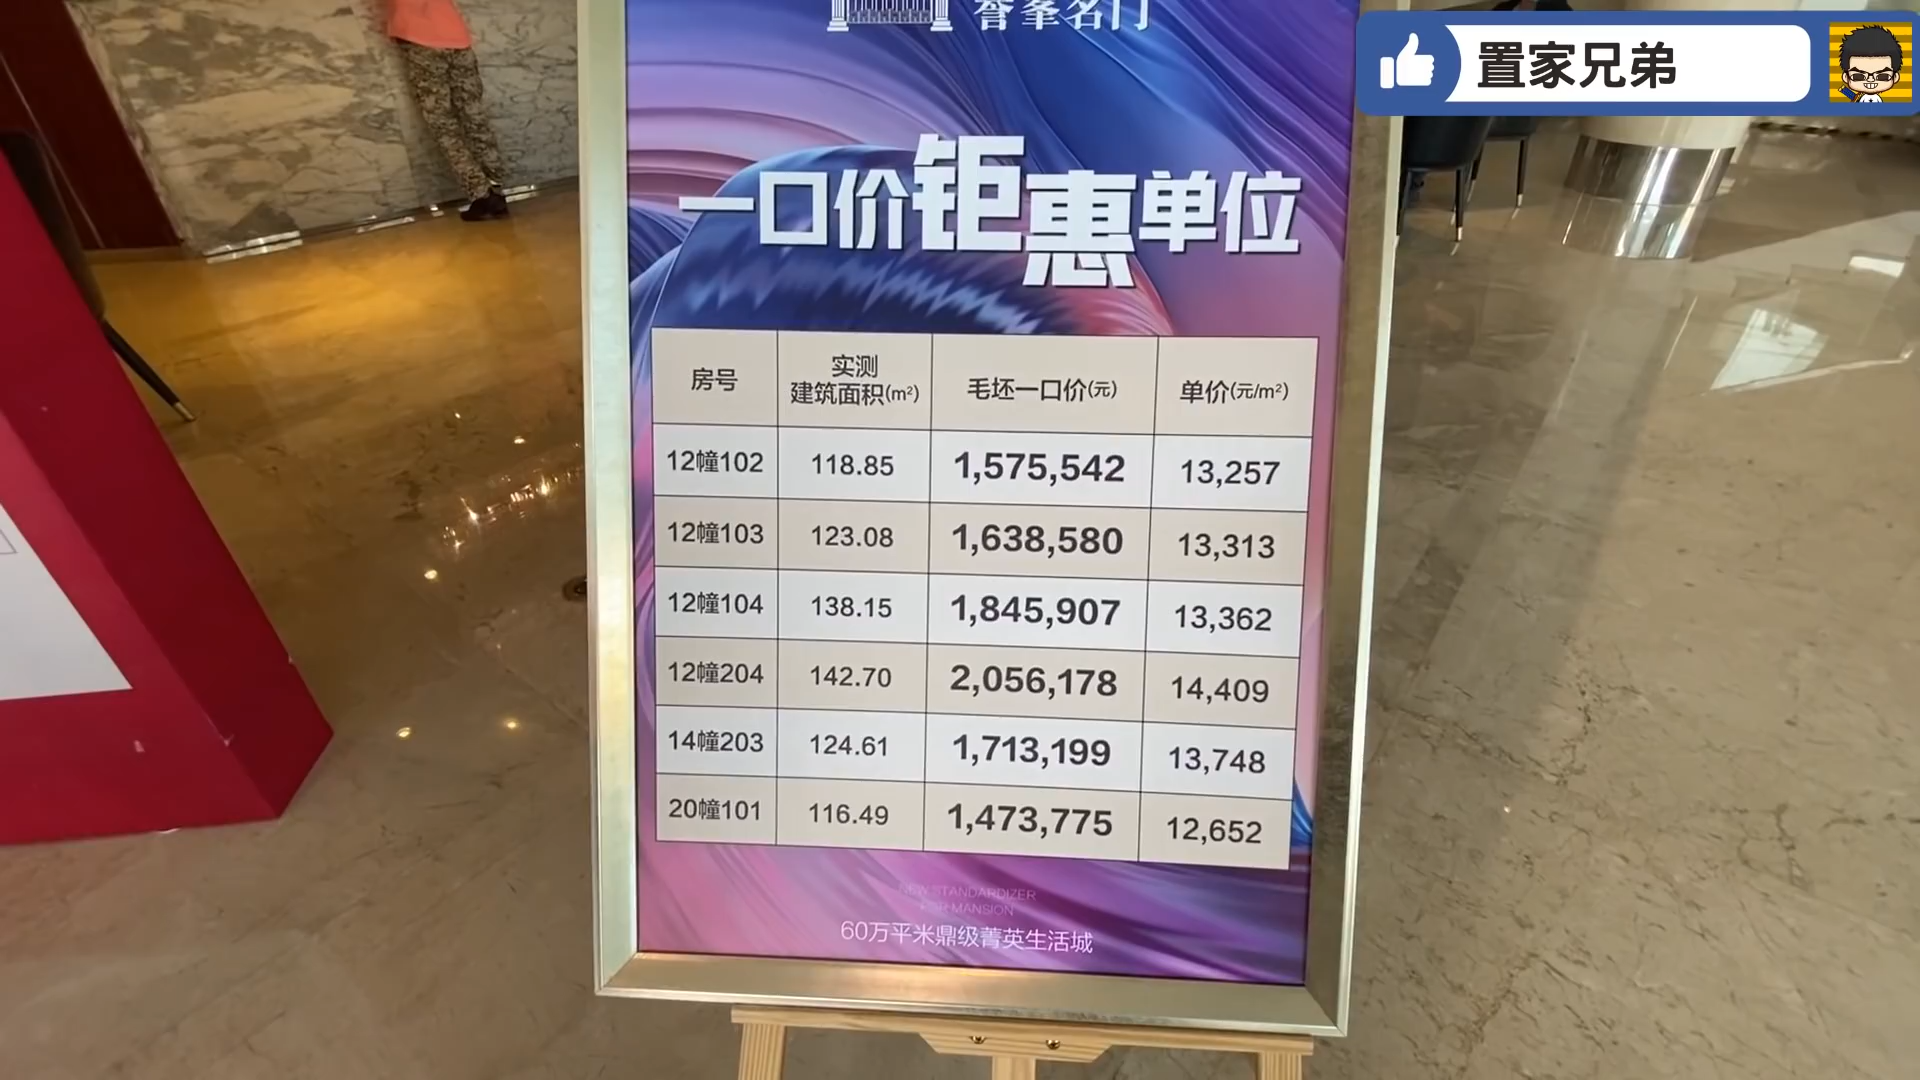 誉峯名门
置家兄弟
一口价钜惠单位
房号 实测建筑面积(m²) 毛坯一口价(元) 单价(元/m²)
12幢102 118.85 1,575,542 13,257
12幢103 123.08 1,638,580 13,313
12幢104 138.15 1,845,907 13,362
12幢204 142.70 2,056,178 14,409
14幢203 124.61 1,713,199 13,748
20幢101 116.49 1,473,775 12,652
NEW STANDARDIZER
FOR MANSION
60万平米鼎级菁英生活城